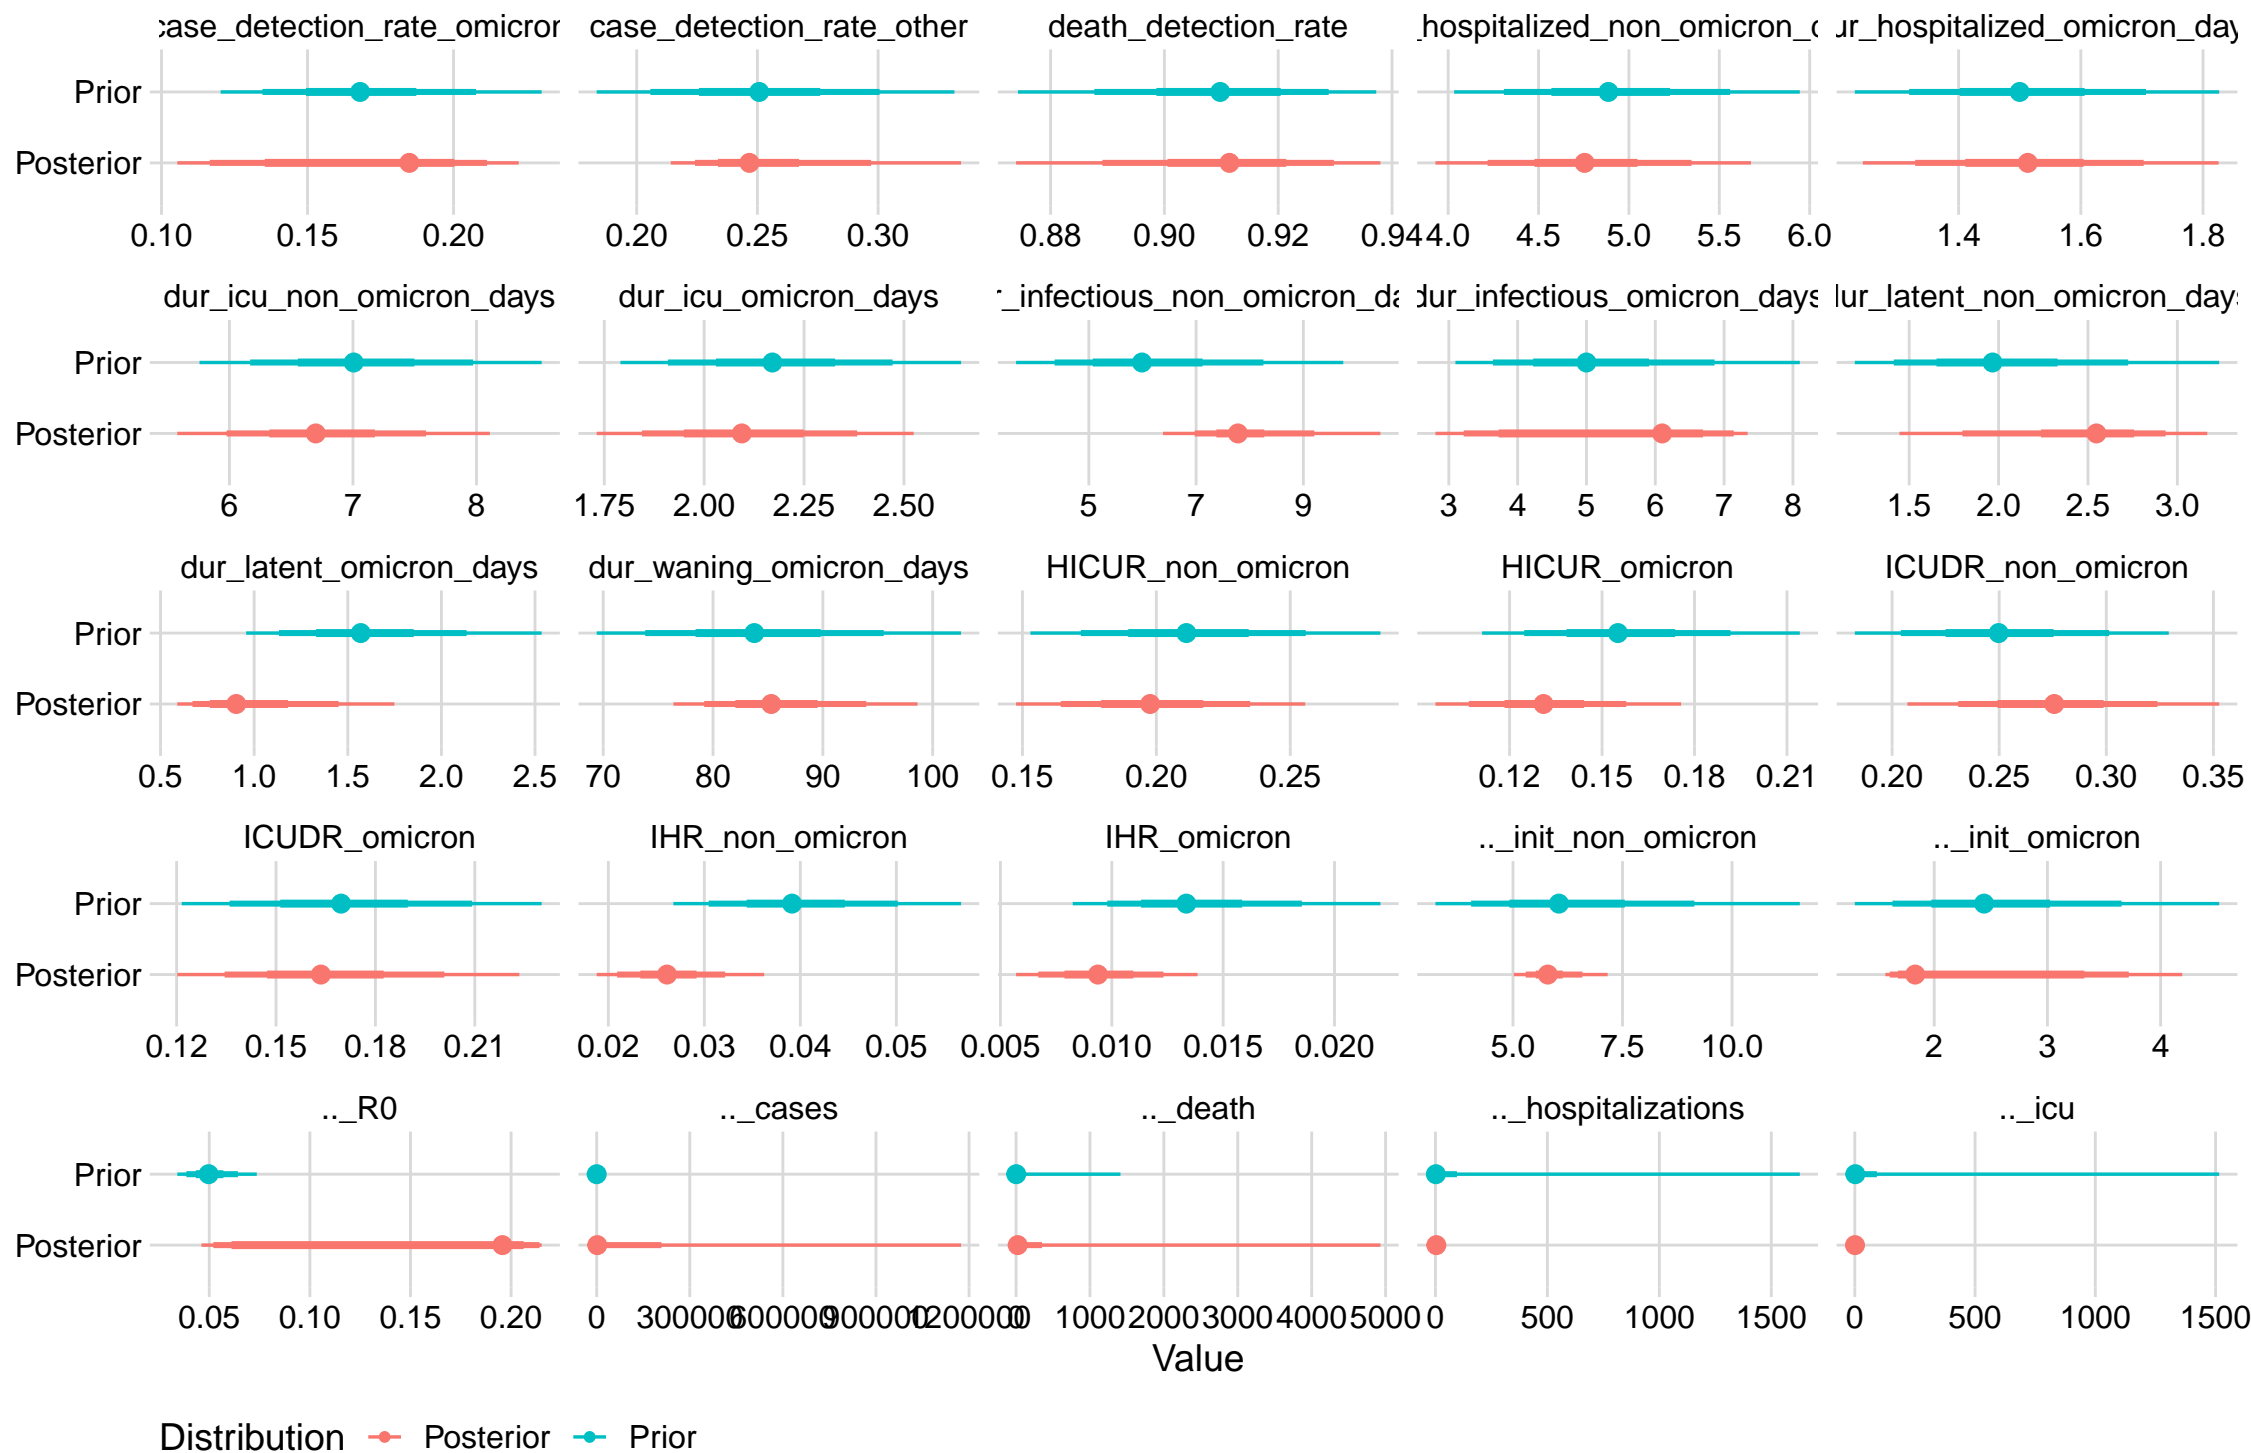 case_detection_rate_omicron case_detection_rate_other death_detection_rate _hospitalized_non_omicron_ ur_hospitalized_omicron_day
Prior
Posterior
0.10 0.15 0.20 0.20 0.25 0.30 0.88 0.90 0.92 0.94 4.0 4.5 5.0 5.5 6.0 1.4 1.6 1.8
dur_icu_non_omicron_days dur_icu_omicron_days r_infectious_non_omicron_da dur_infectious_omicron_days dur_latent_non_omicron_days
Prior
Posterior
6 7 8 1.75 2.00 2.25 2.50 5 7 9 3 4 5 6 7 8 1.5 2.0 2.5 3.0
dur_latent_omicron_days dur_waning_omicron_days HICUR_non_omicron HICUR_omicron ICUDR_non_omicron
Prior
Posterior
0.5 1.0 1.5 2.0 2.5 70 80 90 100 0.15 0.20 0.25 0.12 0.15 0.18 0.21 0.20 0.25 0.30 0.35
ICUDR_omicron IHR_non_omicron IHR_omicron .._init_non_omicron .._init_omicron
Prior
Posterior
0.12 0.15 0.18 0.21 0.02 0.03 0.04 0.05 0.005 0.010 0.015 0.020 5.0 7.5 10.0 2 3 4
.._R0 .._cases .._death .._hospitalizations .._icu
Prior
Posterior
0.05 0.10 0.15 0.20 0 300000 600000 900000 1200000 0 1000 2000 3000 4000 5000 0 500 1000 1500 0 500 1000 1500
Value
Distribution Posterior Prior